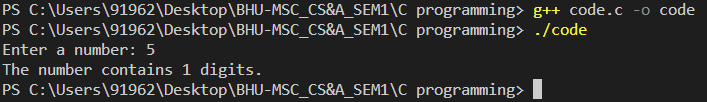 PS C:\Users\91962\Desktop\BHU-MSC_CS&A_SEM1\C programming> g++ code.c -o code
PS C:\Users\91962\Desktop\BHU-MSC_CS&A_SEM1\C programming> ./code
Enter a number: 5
The number contains 1 digits.
PS C:\Users\91962\Desktop\BHU-MSC_CS&A_SEM1\C programming>